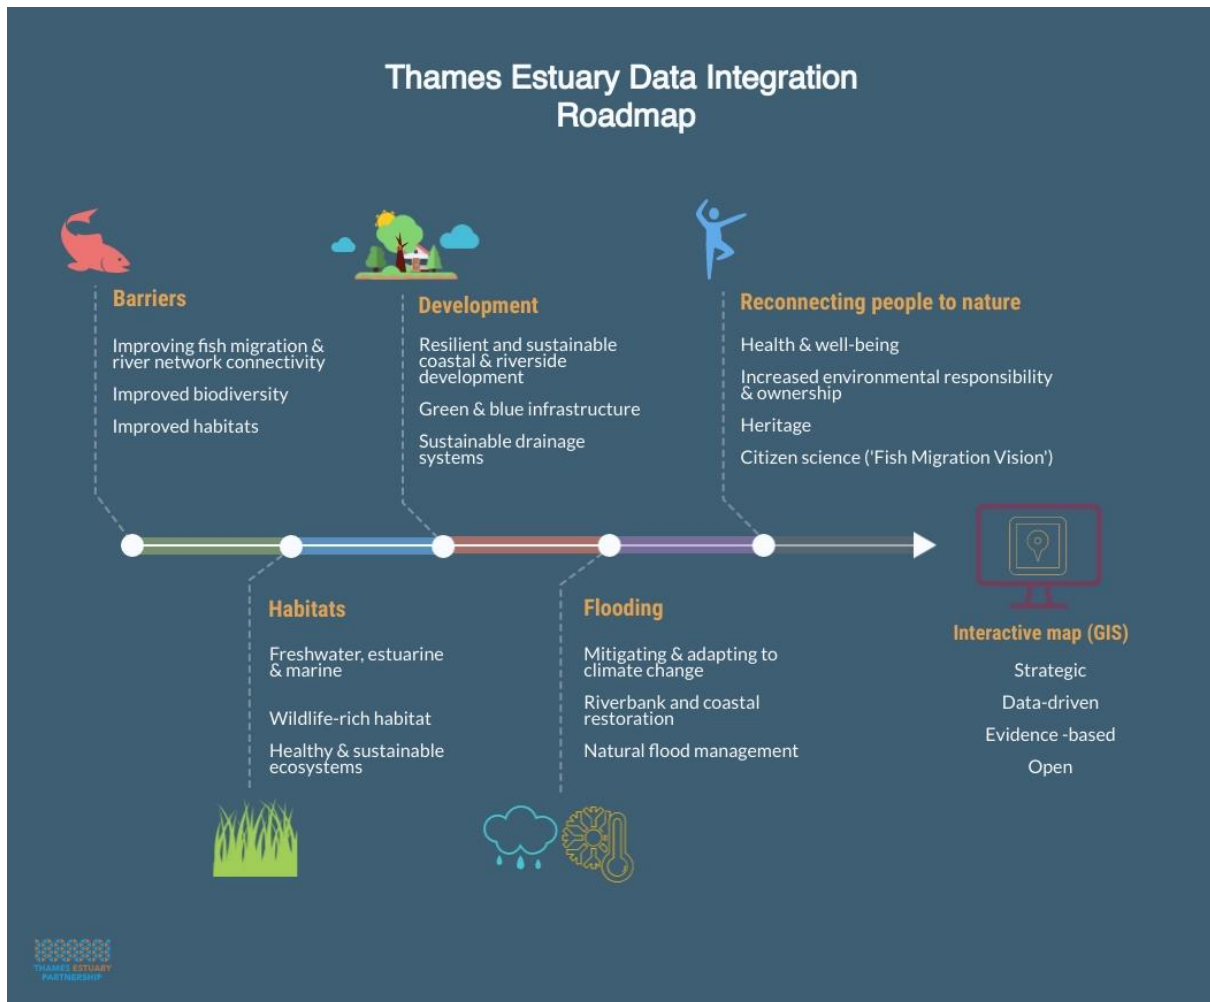 Thames Estuary Data Integration
Roadmap
Barriers
Improving fish migration &
river network connectivity
Improved biodiversity
Improved habitats
Development
Resilient and sustainable
coastal & riverside
development
Green & blue infrastructure
Sustainable drainage
systems
Reconnecting people to nature
Health & well-being
Increased environmental responsibility
& ownership
Heritage
Citizen science ('Fish Migration Vision')
Habitats
Freshwater, estuarine
& marine
Wildlife-rich habitat
Healthy & sustainable
ecosystems
Flooding
Mitigating & adapting to
climate change
Riverbank and coastal
restoration
Natural flood management
Interactive map (GIS)
Strategic
Data-driven
Evidence -based
Open
THAMES ESTUARY
PARTNERSHIP